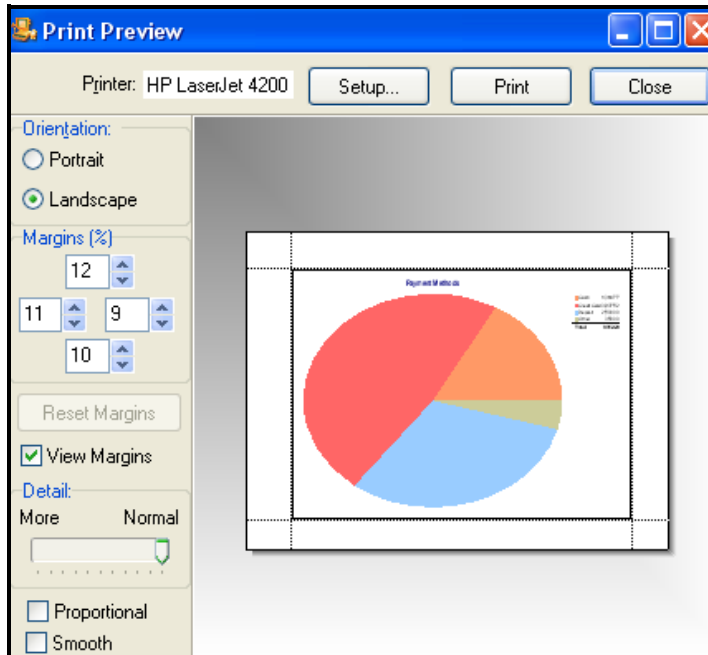 Print Preview
Printer: HP LaserJet 4200 Setup... Print Close
Orientation:
Portrait
Landscape
Margins (%)
12
11 9
10
Reset Margins
View Margins
Detail:
More Normal
Proportional
Smooth
Payment Methods